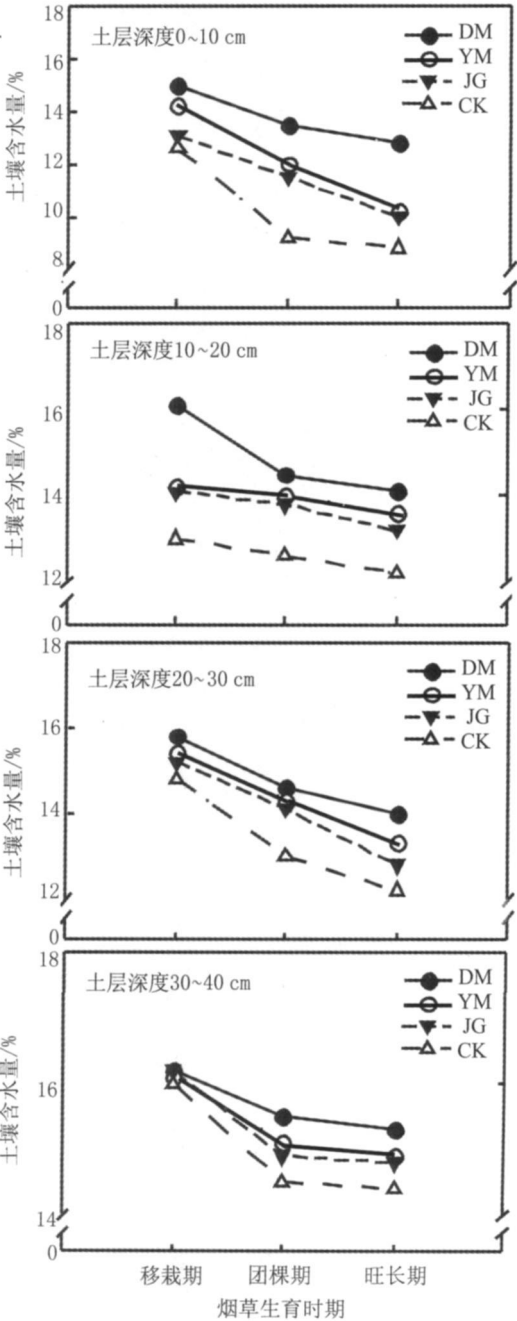 土层深度0~10 cm
DM
YM
JG
CK
18
16
14
12
10
8
0
土壤含水量/%
土层深度10~20 cm
DM
YM
JG
CK
18
16
14
12
0
土壤含水量/%
土层深度20~30 cm
DM
YM
JG
CK
18
16
14
12
0
土壤含水量/%
土层深度30~40 cm
DM
YM
JG
CK
18
16
14
0
土壤含水量/%
移栽期 团棵期 旺长期
烟草生育时期